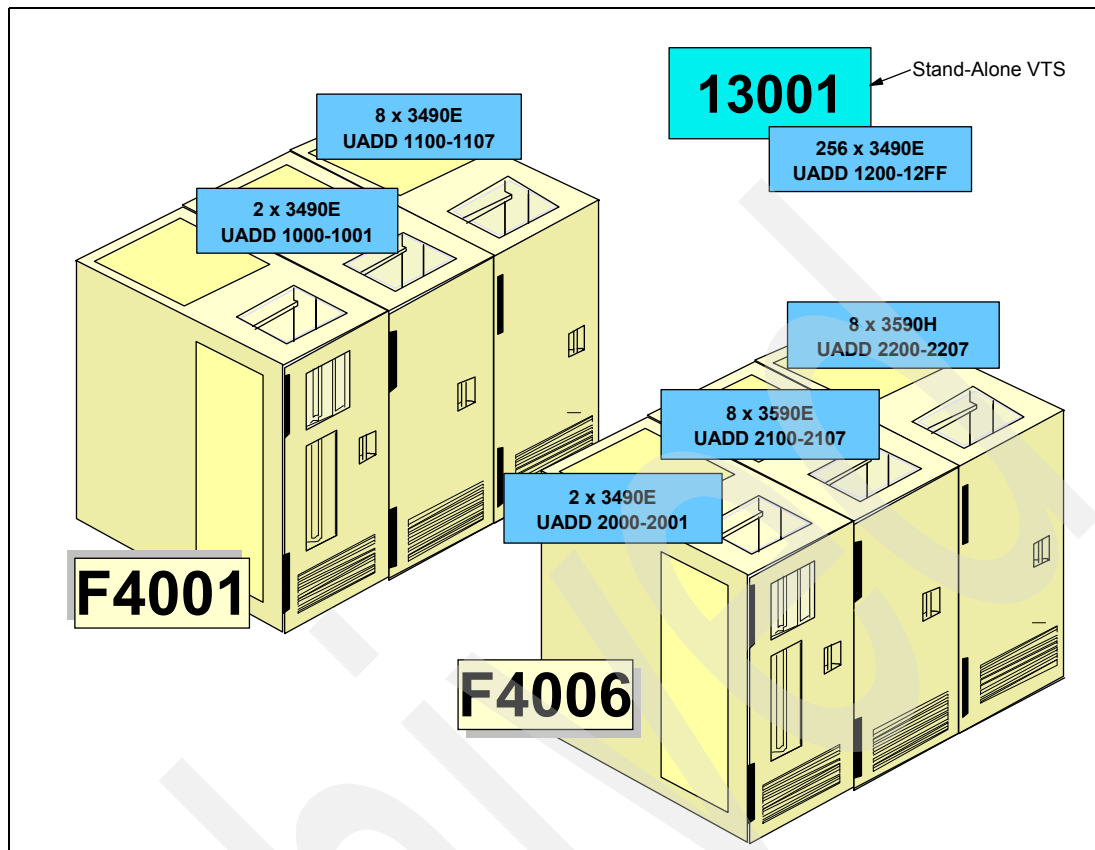 13001
Stand-Alone VTS
256 x 3490E
UADD 1200-12FF
8 x 3490E
UADD 1100-1107
2 x 3490E
UADD 1000-1001
F4001
8 x 3590H
UADD 2200-2207
8 x 3590E
UADD 2100-2107
2 x 3490E
UADD 2000-2001
F4006